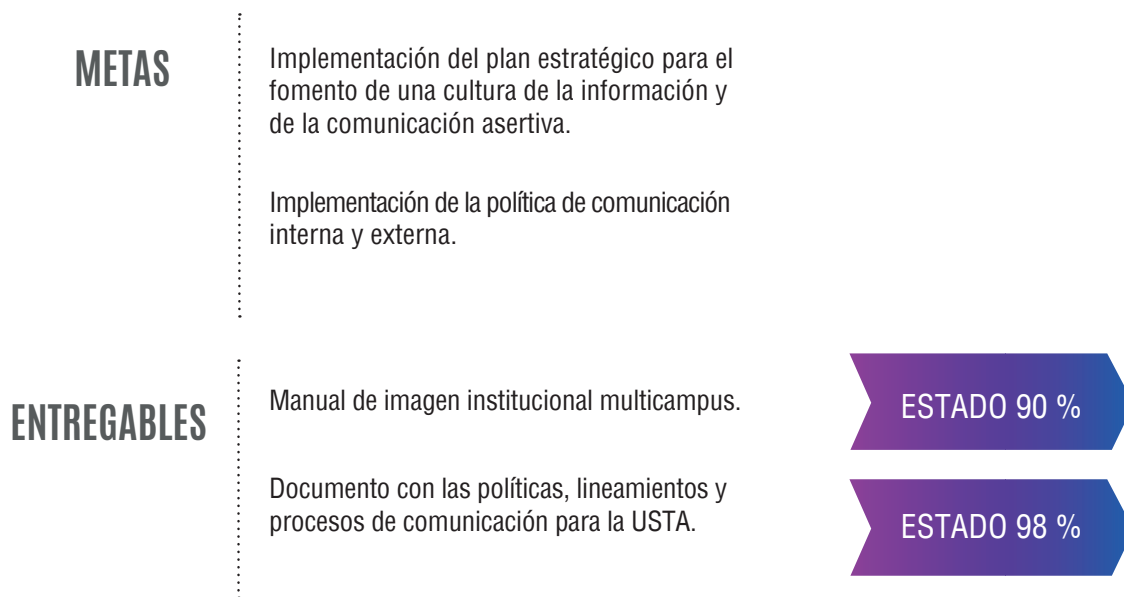 METAS
Implementación del plan estratégico para el
fomento de una cultura de la información y
de la comunicación asertiva.
Implementación de la política de comunicación
interna y externa.
ENTREGABLES
Manual de imagen institucional multicampus.
ESTADO 90 %
Documento con las políticas, lineamientos y
procesos de comunicación para la USTA.
ESTADO 98 %